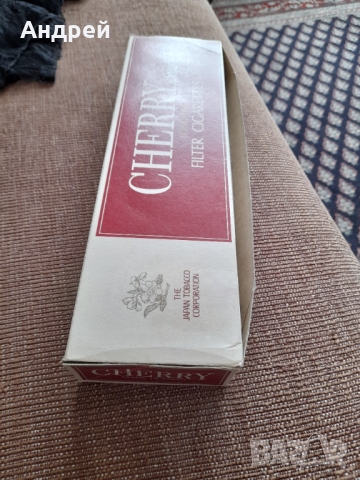 Андрей
CHERRY
FILTER CIGARETTES
THE
JAPAN TOBACCO
CORPORATION
CHERRY